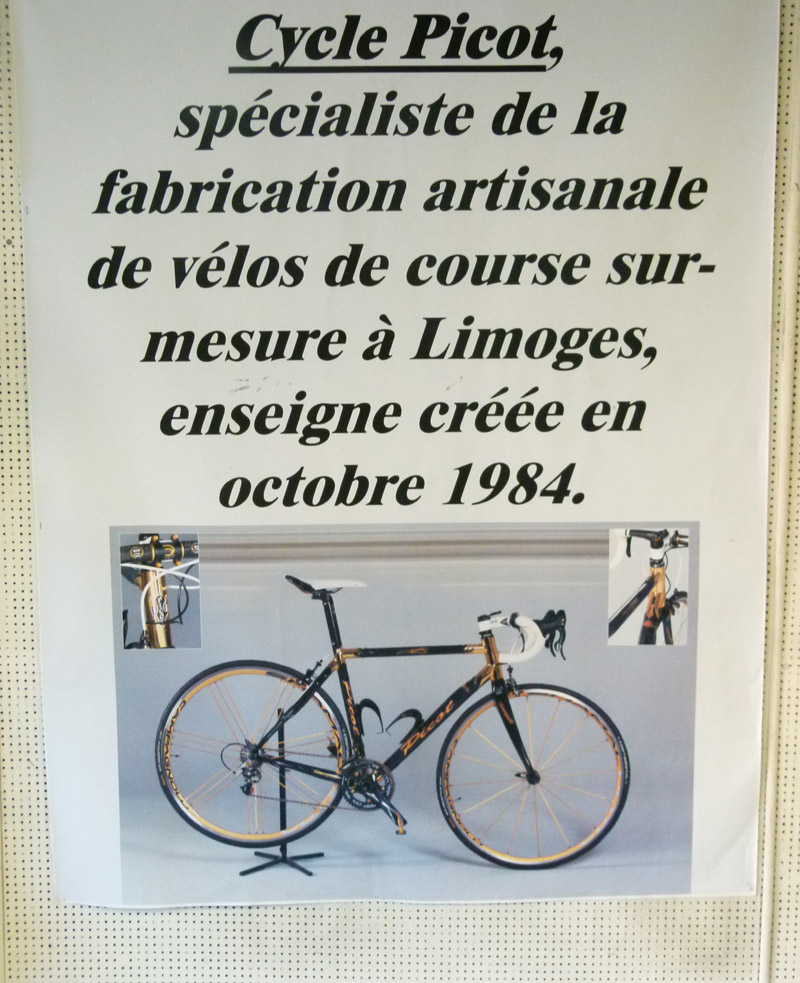 Cycle Picot,
spécialiste de la
fabrication artisanale
de vélos de course sur-
mesure à Limoges,
enseigne créée en
octobre 1984.
Picot